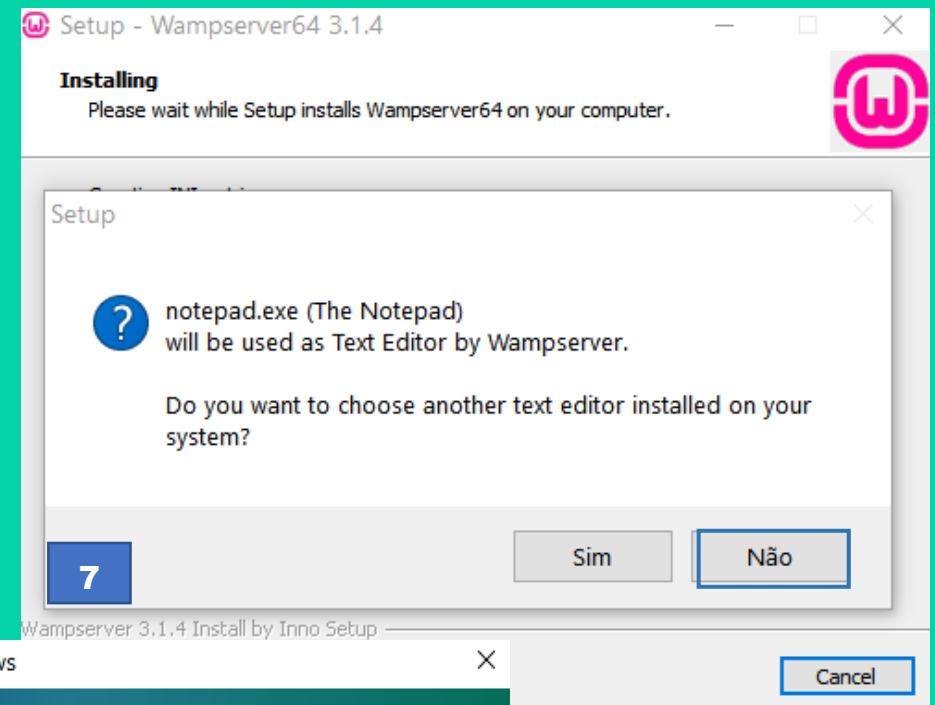 Setup - Wampserver64 3.1.4
Installing
Please wait while Setup installs Wampserver64 on your computer.
Setup
notepad.exe (The Notepad)
will be used as Text Editor by Wampserver.
Do you want to choose another text editor installed on your
system?
Sim
Não
7
Wampserver 3.1.4 Install by Inno Setup
Cancel